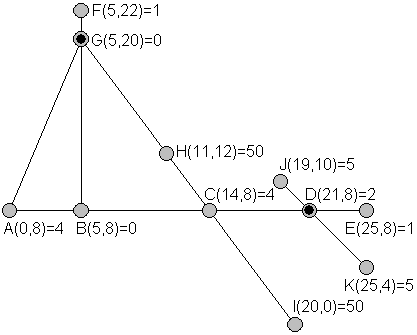 F(5,22)=1
G(5,20)=0
H(11,12)=50
J(19,10)=5
C(14,8)=4
D(21,8)=2
A(0,8)=4
B(5,8)=0
E(25,8)=1
K(25,4)=5
I(20,0)=50